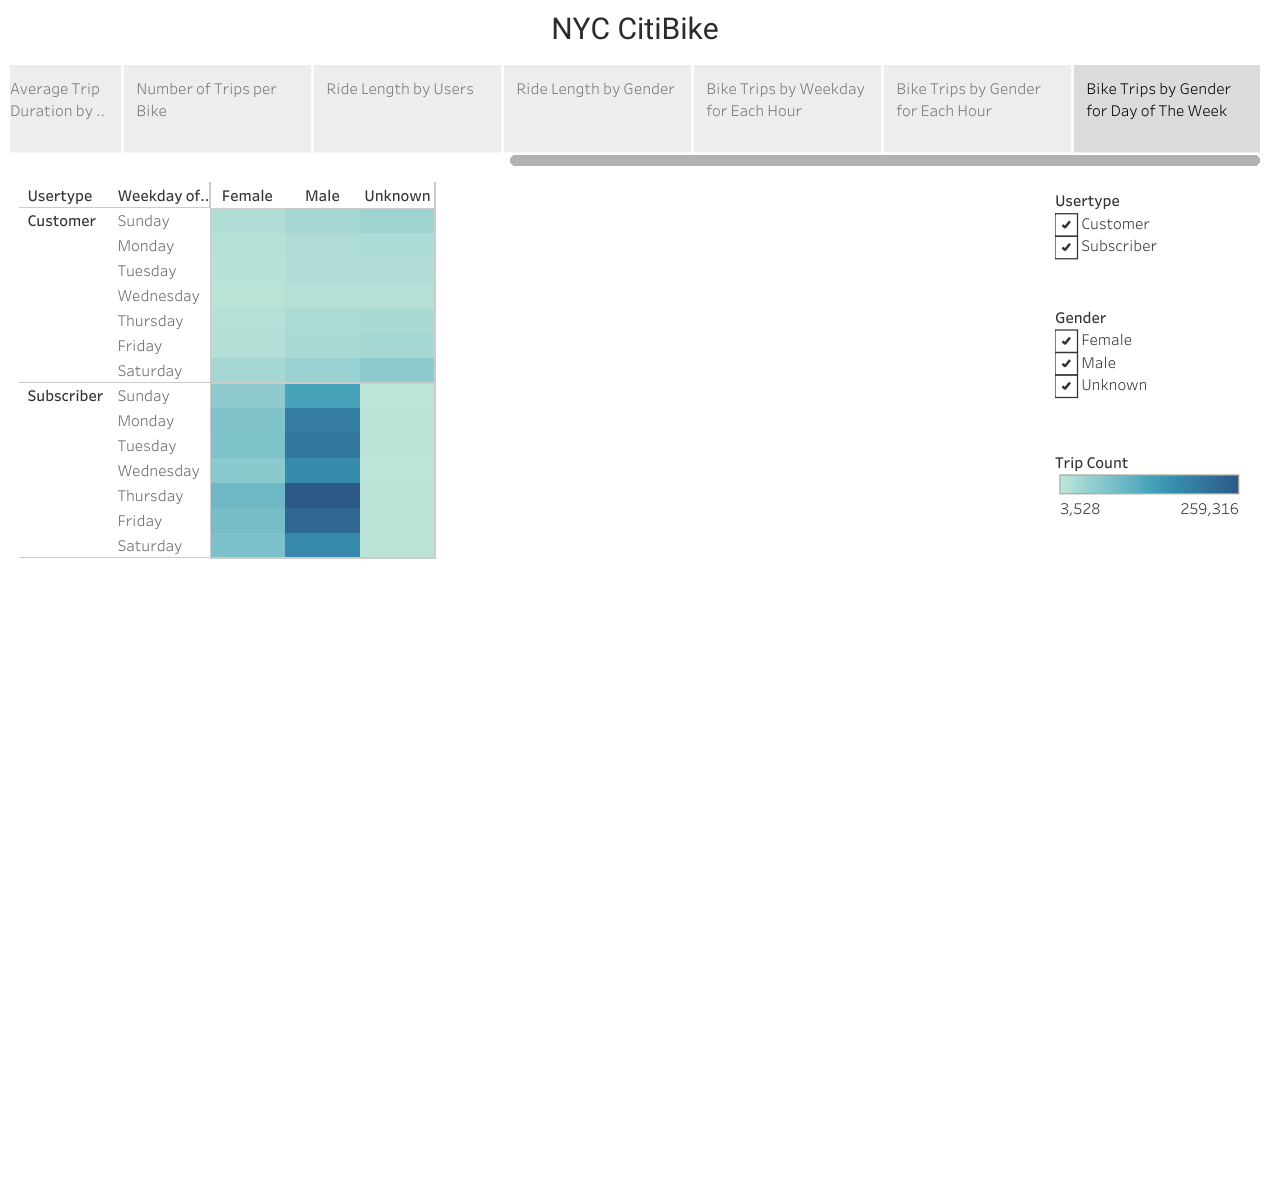 NYC CitiBike
Average Trip
Duration by ..
Number of Trips per
Bike
Ride Length by Users
Ride Length by Gender
Bike Trips by Weekday
for Each Hour
Bike Trips by Gender
for Each Hour
Bike Trips by Gender
for Day of The Week
Usertype Weekday of.. Female Male Unknown
Customer Sunday
Monday
Tuesday
Wednesday
Thursday
Friday
Saturday
Subscriber Sunday
Monday
Tuesday
Wednesday
Thursday
Friday
Saturday
Usertype
Customer
Subscriber
Gender
Female
Male
Unknown
Trip Count
3,528 259,316